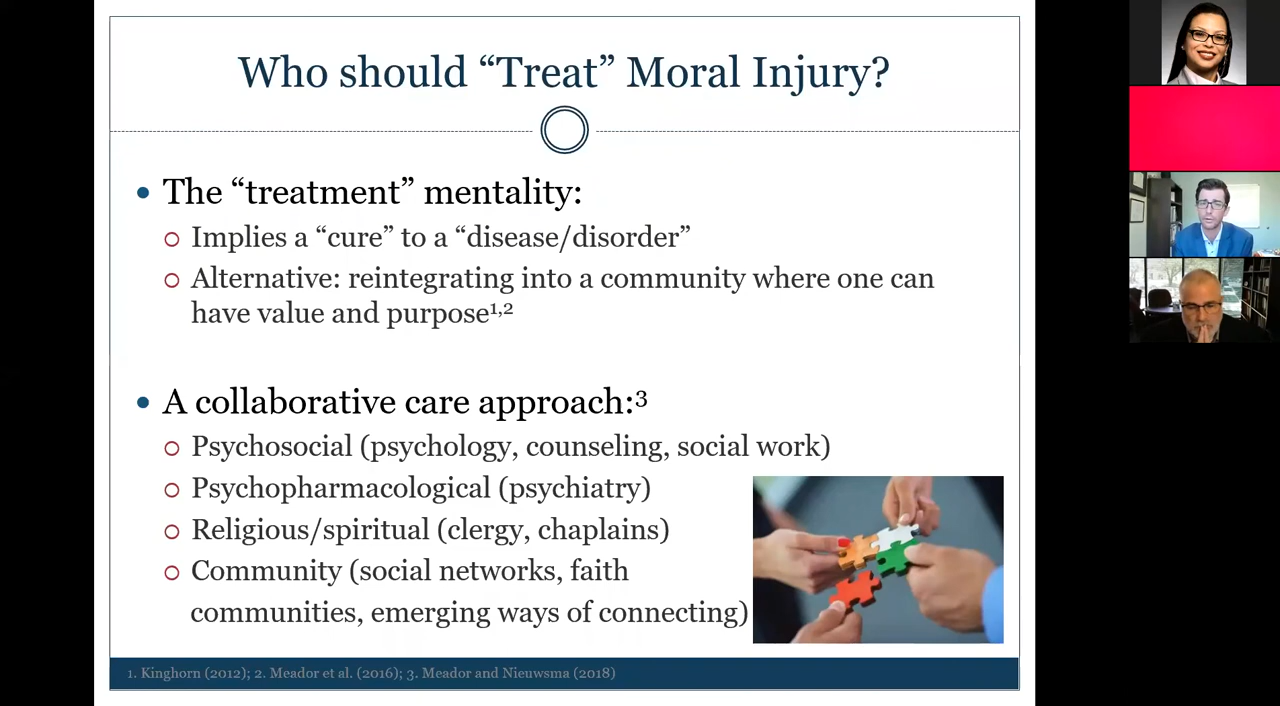 Who should “Treat” Moral Injury?
• The “treatment” mentality:
○ Implies a “cure” to a “disease/disorder”
○ Alternative: reintegrating into a community where one can
have value and purpose¹,²
• A collaborative care approach:³
○ Psychosocial (psychology, counseling, social work)
○ Psychopharmacological (psychiatry)
○ Religious/spiritual (clergy, chaplains)
○ Community (social networks, faith
communities, emerging ways of connecting)
1. Kinghorn (2012); 2. Meador et al. (2016); 3. Meador and Nieuwsma (2018)